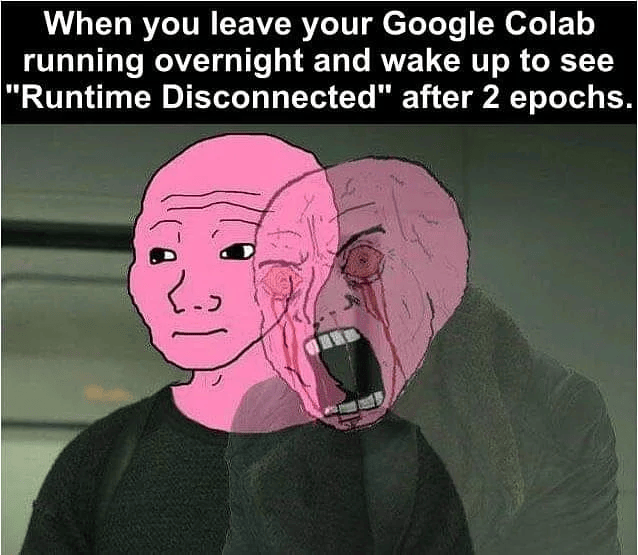 When you leave your Google Colab
running overnight and wake up to see
"Runtime Disconnected" after 2 epochs.